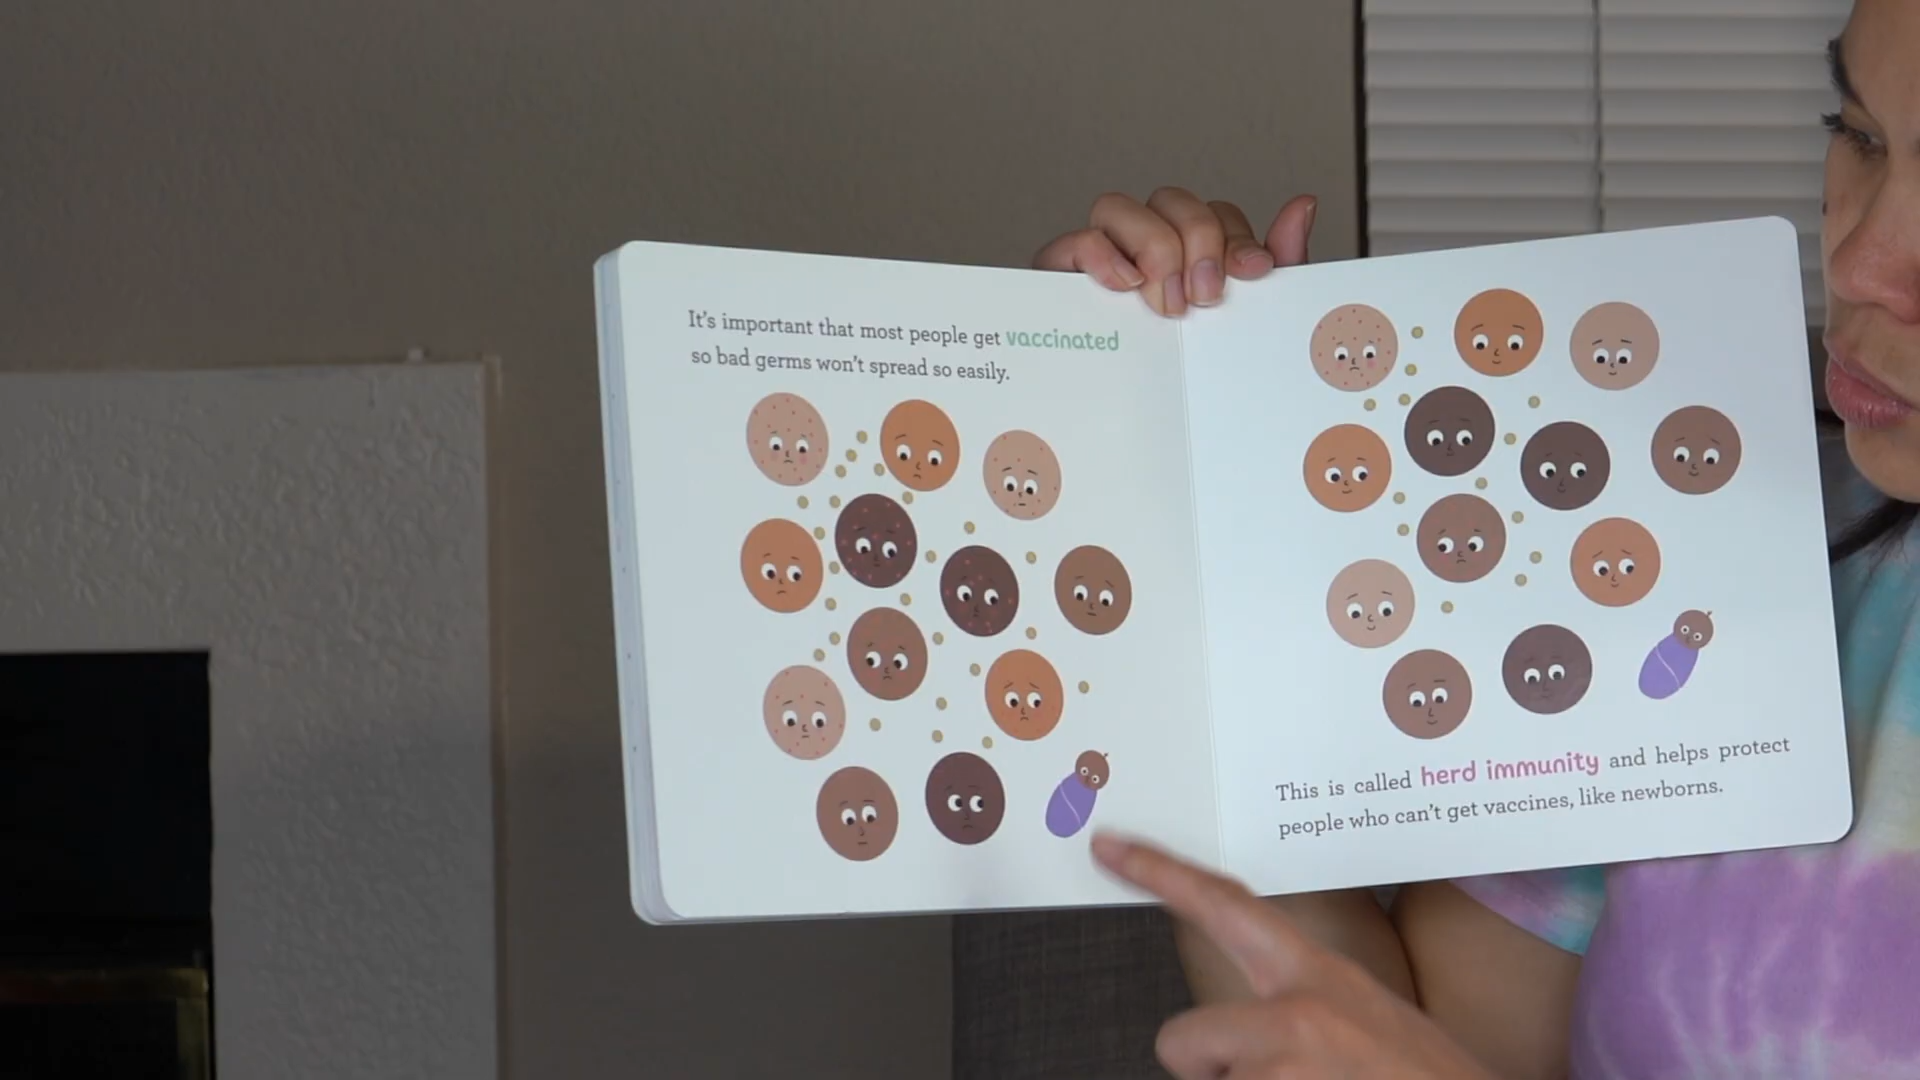 It's important that most people get vaccinated
so bad germs won't spread so easily.
This is called herd immunity and helps protect
people who can't get vaccines, like newborns.